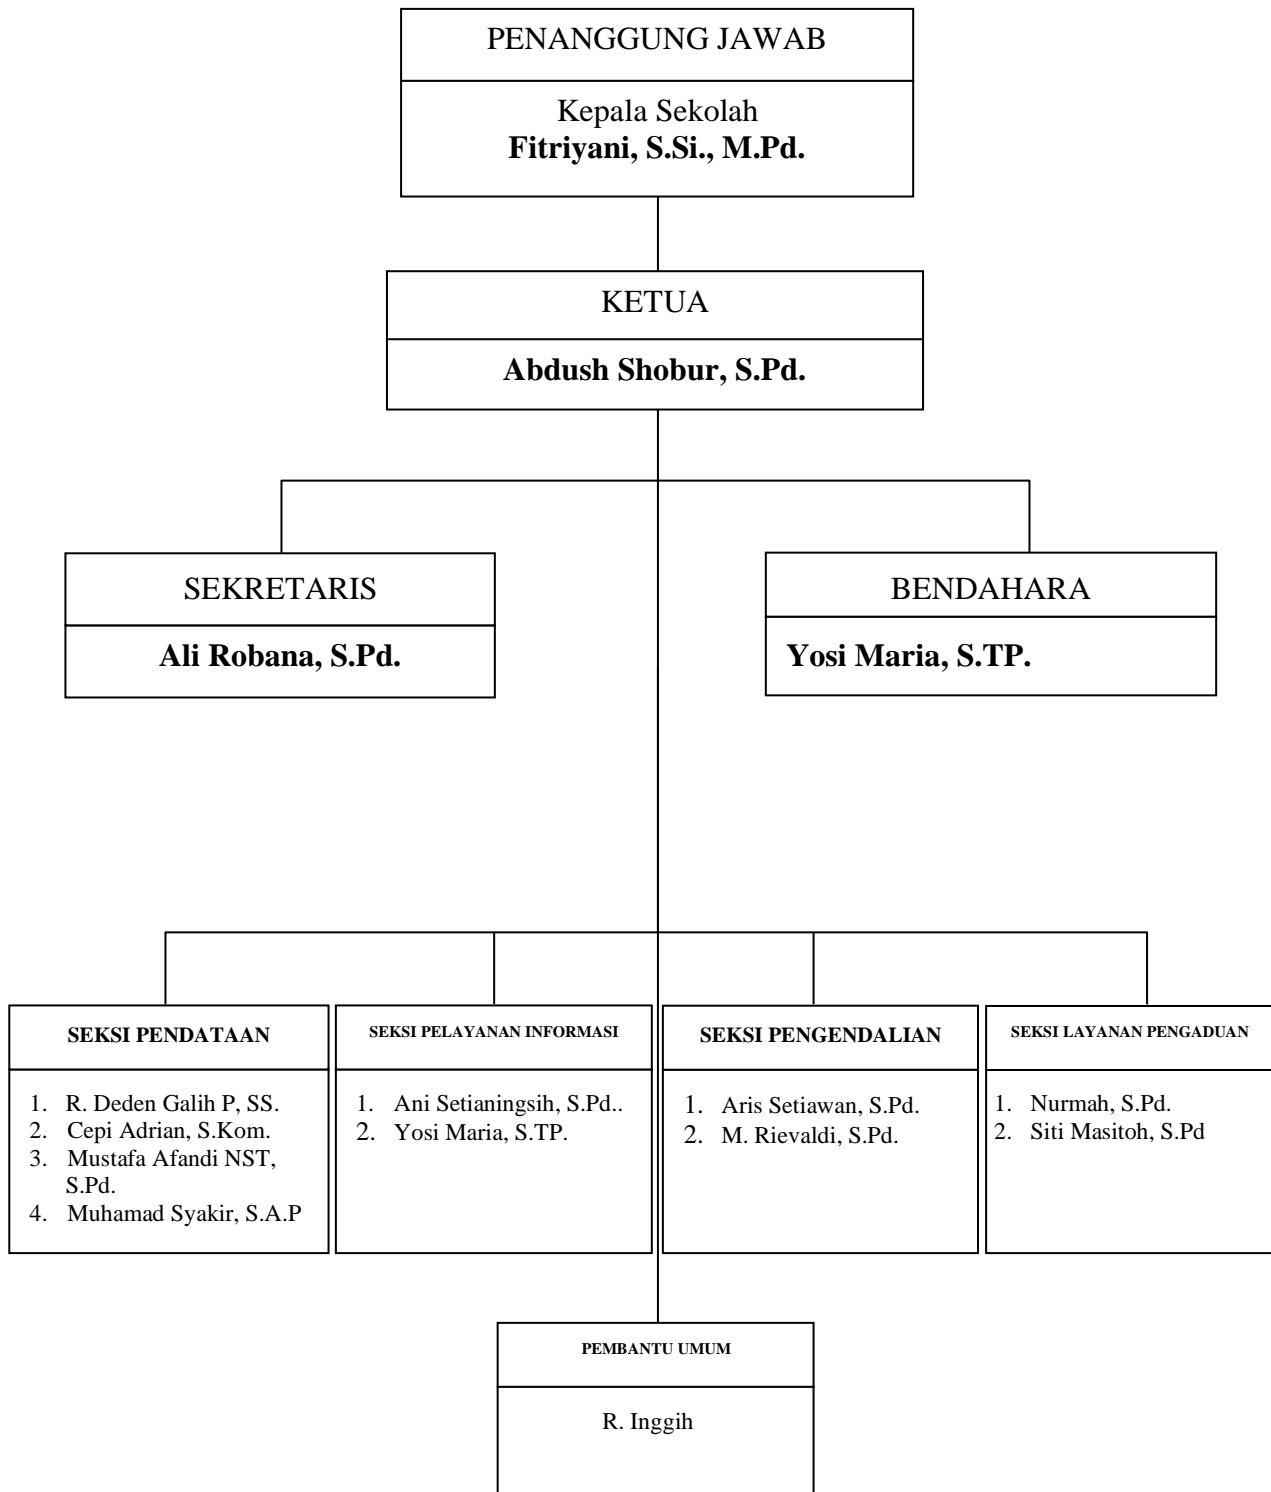 PENANGGUNG JAWAB
Kepala Sekolah
Fitriyani, S.Si., M.Pd.
KETUA
Abdush Shobur, S.Pd.
SEKRETARIS
Ali Robana, S.Pd.
BENDAHARA
Yosi Maria, S.TP.
SEKSI PENDATAAN
1. R. Deden Galih P, SS.
2. Cepi Adrian, S.Kom.
3. Mustafa Afandi NST,
S.Pd.
4. Muhamad Syakir, S.A.P
SEKSI PELAYANAN INFORMASI
1. Ani Setianingsih, S.Pd..
2. Yosi Maria, S.TP.
SEKSI PENGENDALIAN
1. Aris Setiawan, S.Pd.
2. M. Rievaldi, S.Pd.
SEKSI LAYANAN PENGADUAN
1. Nurmah, S.Pd.
2. Siti Masitoh, S.Pd
PEMBANTU UMUM
R. Inggih